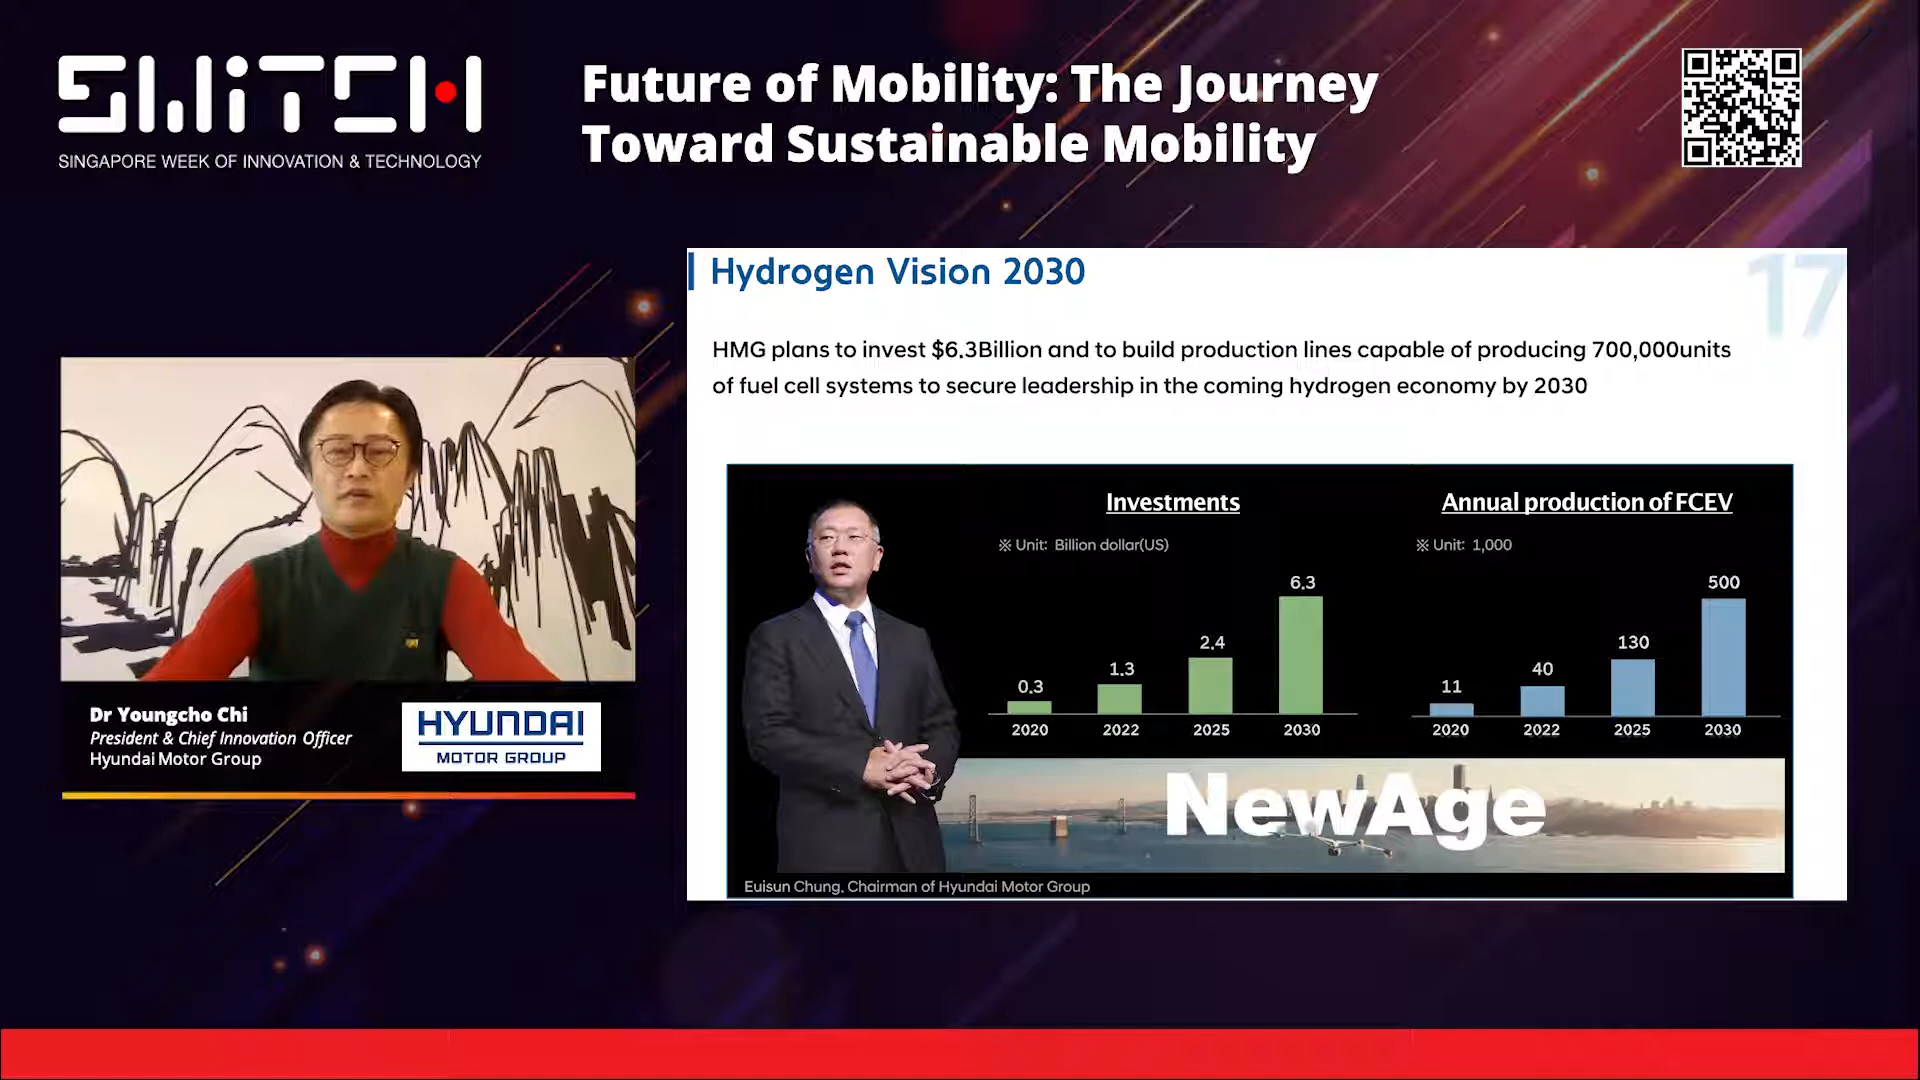 SWITCH
SINGAPORE WEEK OF INNOVATION & TECHNOLOGY
Future of Mobility: The Journey
Toward Sustainable Mobility
Hydrogen Vision 2030
17
HMG plans to invest $6.3Billion and to build production lines capable of producing 700,000units
of fuel cell systems to secure leadership in the coming hydrogen economy by 2030
Investments
※ Unit: Billion dollar(US)
0.3
1.3
2.4
6.3
2020
2022
2025
2030
Annual production of FCEV
※ Unit: 1,000
11
40
130
500
2020
2022
2025
2030
NewAge
Euisun Chung, Chairman of Hyundai Motor Group
Dr Youngcho Chi
President & Chief Innovation Officer
Hyundai Motor Group
HYUNDAI
MOTOR GROUP